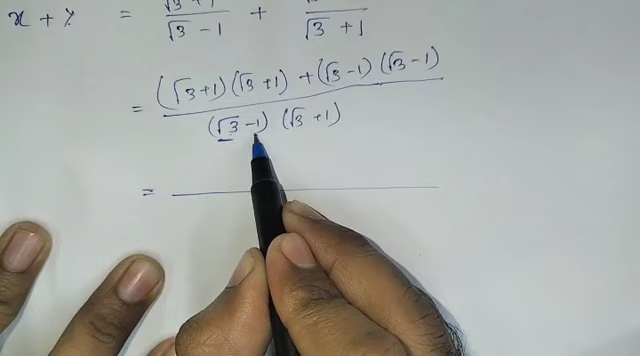 x + y = √3 + 1 / √3 - 1 + / √3 + 1
= (√3+1) (√3+1) + (√3-1) (√3-1) / (√3-1) (√3+1)
=